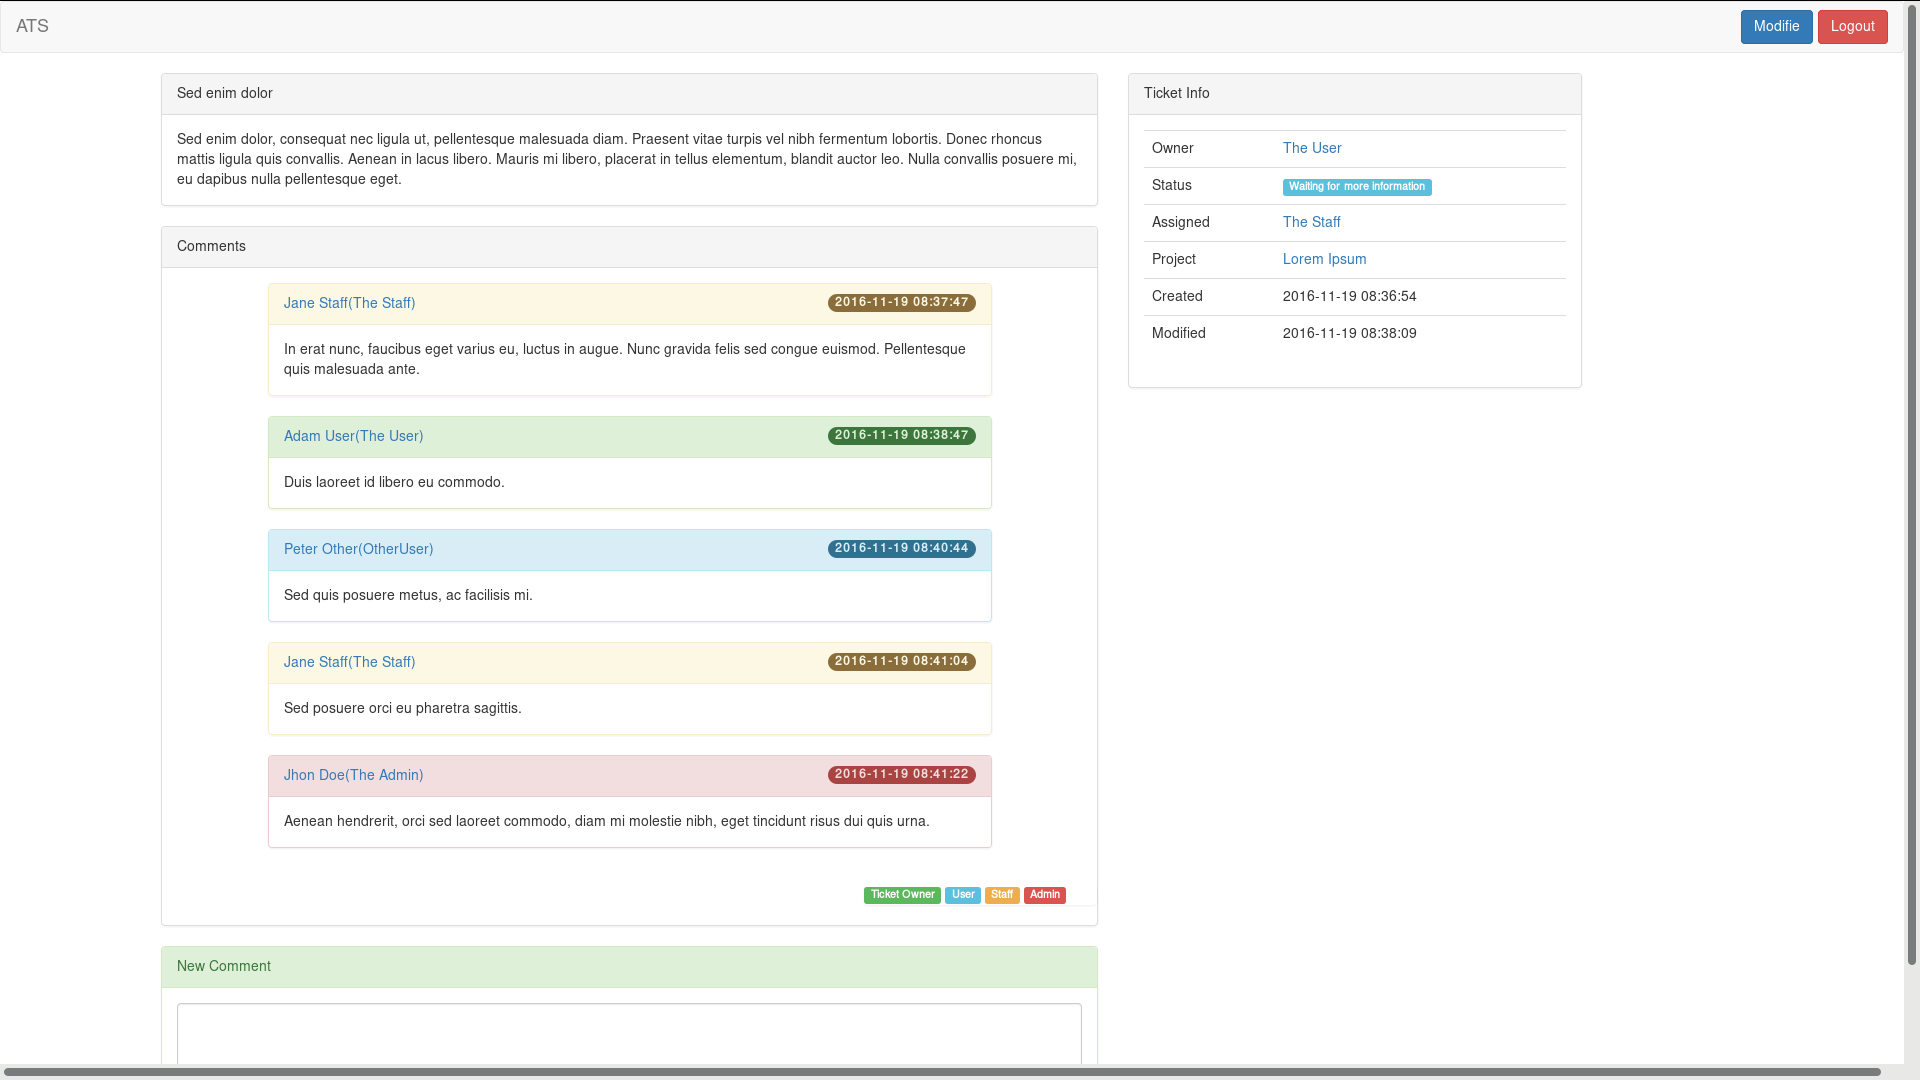 ATS
Modifie
Logout
Sed enim dolor
Sed enim dolor, consequat nec ligula ut, pellentesque malesuada diam. Praesent vitae turpis vel nibh fermentum lobortis. Donec rhoncus
mattis ligula quis convallis. Aenean in lacus libero. Mauris mi libero, placerat in tellus elementum, blandit auctor leo. Nulla convallis posuere mi,
eu dapibus nulla pellentesque eget.
Comments
Jane Staff(The Staff) 2016-11-19 08:37:47
In erat nunc, faucibus eget varius eu, luctus in augue. Nunc gravida felis sed congue euismod. Pellentesque
quis malesuada ante.
Adam User(The User) 2016-11-19 08:38:47
Duis laoreet id libero eu commodo.
Peter Other(OtherUser) 2016-11-19 08:40:44
Sed quis posuere metus, ac facilisis mi.
Jane Staff(The Staff) 2016-11-19 08:41:04
Sed posuere orci eu pharetra sagittis.
Jhon Doe(The Admin) 2016-11-19 08:41:22
Aenean hendrerit, orci sed laoreet commodo, diam mi molestie nibh, eget tincidunt risus dui quis urna.
Ticket Owner User Staff Admin
New Comment
Ticket Info
Owner The User
Status Waiting for more information
Assigned The Staff
Project Lorem Ipsum
Created 2016-11-19 08:36:54
Modified 2016-11-19 08:38:09